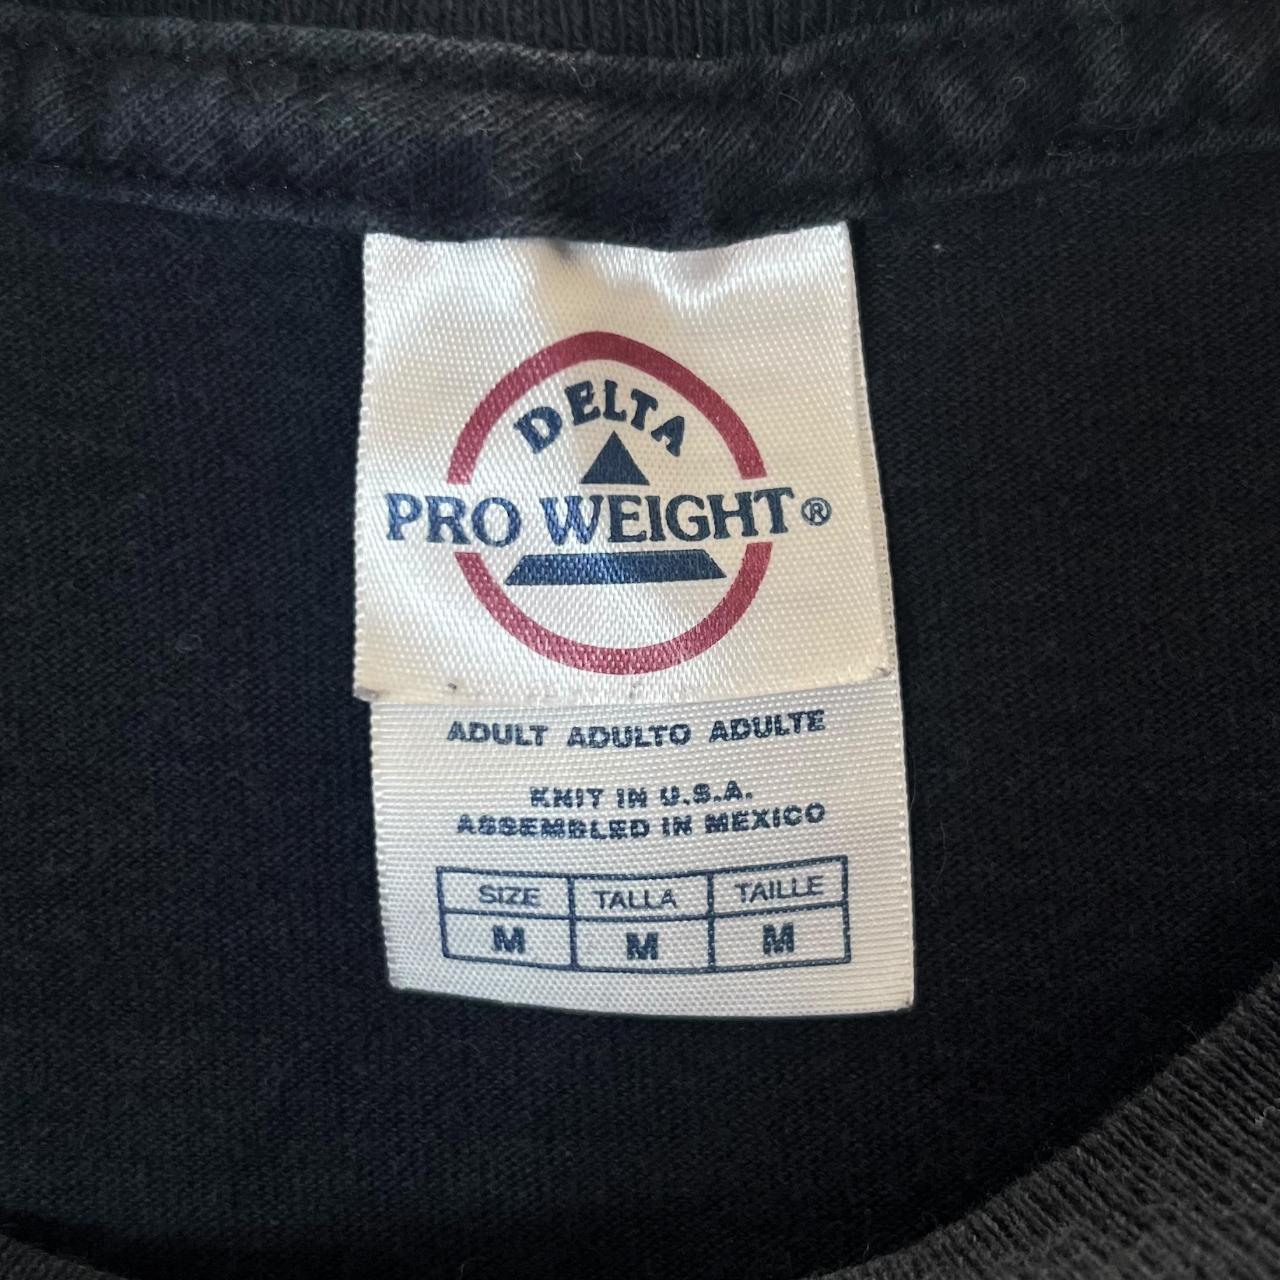 DELTA
PRO WEIGHT®
ADULT ADULTO ADULTE
KNIT IN U.S.A.
ASSEMBLED IN MEXICO
SIZE TALLA TAILLE
M M M